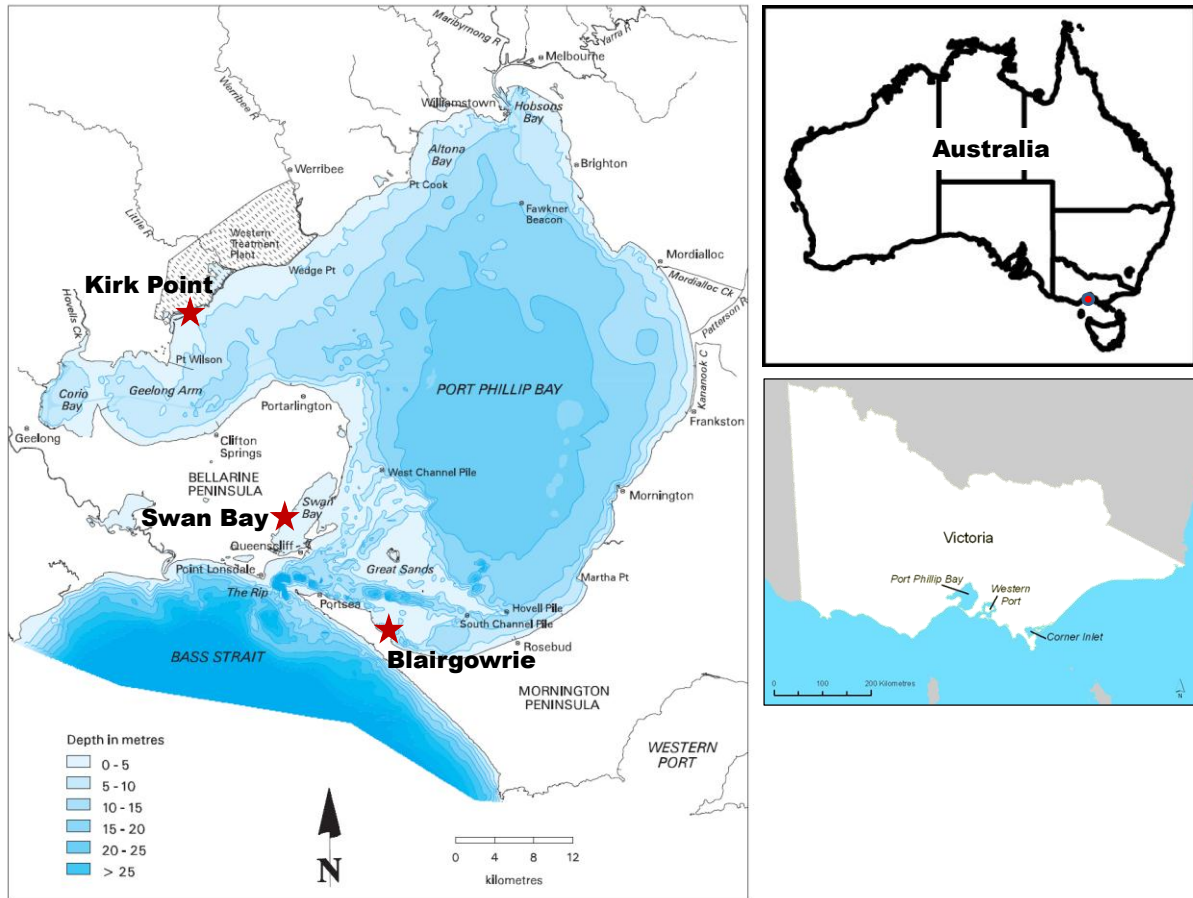 Maribyrnong R
Yarra R
Melbourne
Williamstown
Hobsons
Bay
Werribee R
Altona
Bay
Brighton
Werribee
Pt Cook
Fawkner
Beacon
Little R
Western
Treatment
Plant
Mordialloc
Wedge Pt
Mordialloc Ck
Kirk Point
Hovells Ck
Patterson R
Pt Wilson
Kananook C
Corio
Bay
Geelong Arm
PORT PHILLIP BAY
Portarlington
Frankston
Geelong
Clifton
Springs
West Channel Pile
BELLARINE
PENINSULA
Mornington
Swan
Bay
Swan Bay
Queenscliff
Point Lonsdale
Great Sands
Martha Pt
The Rip
Portsea
Hovell Pile
South Channel Pile
Rosebud
BASS STRAIT
Blairgowrie
MORNINGTON
PENINSULA
WESTERN
PORT
Depth in metres
0 - 5
5 - 10
10 - 15
15 - 20
20 - 25
> 25
N
0 4 8 12
kilometres
Australia
Victoria
Port Phillip Bay
Western
Port
Corner Inlet
0 100 200 Kilometres
N